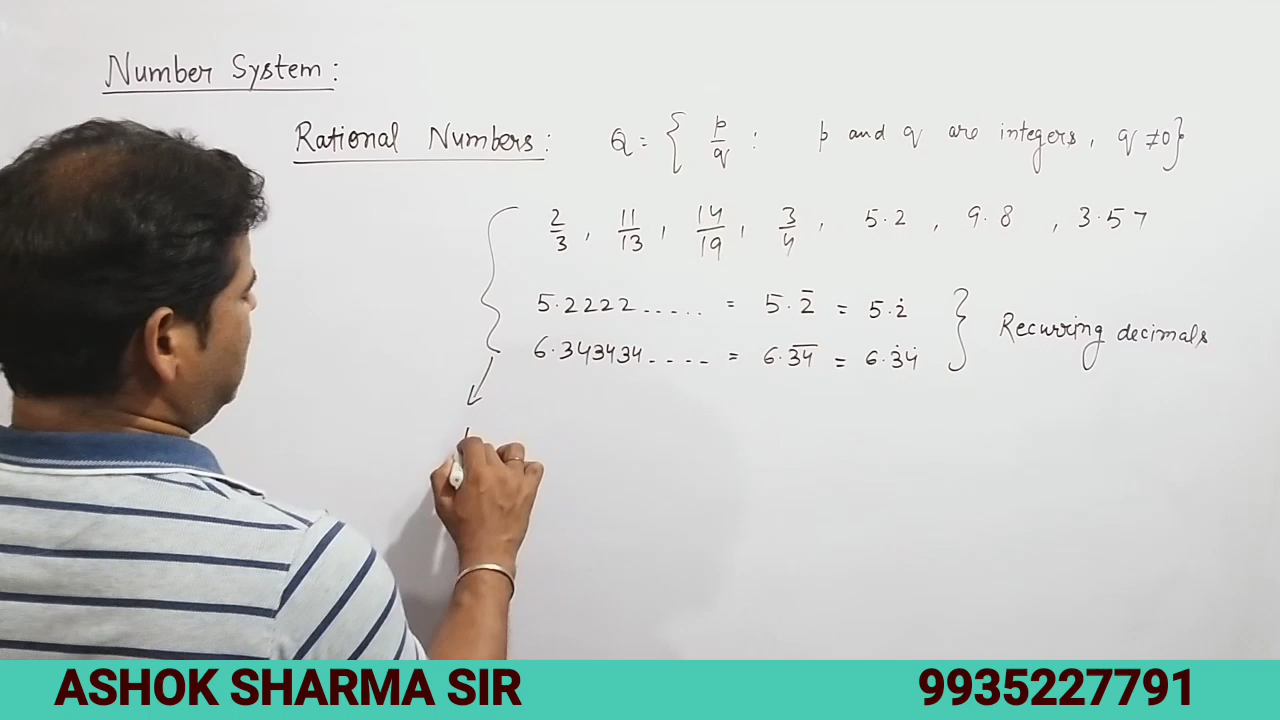 Number System :
Rational Numbers : Q = { p/q : p and q are integers, q ≠ 0}
2/3 , 11/13 , 14/19 , 3/4 , 5.2 , 9.8 , 3.57
5.2222..... = 5.2̅ = 5.2̇ } Recurring decimals
6.343434.... = 6.3̅4̅ = 6.3̇4̇
ASHOK SHARMA SIR 9935227791